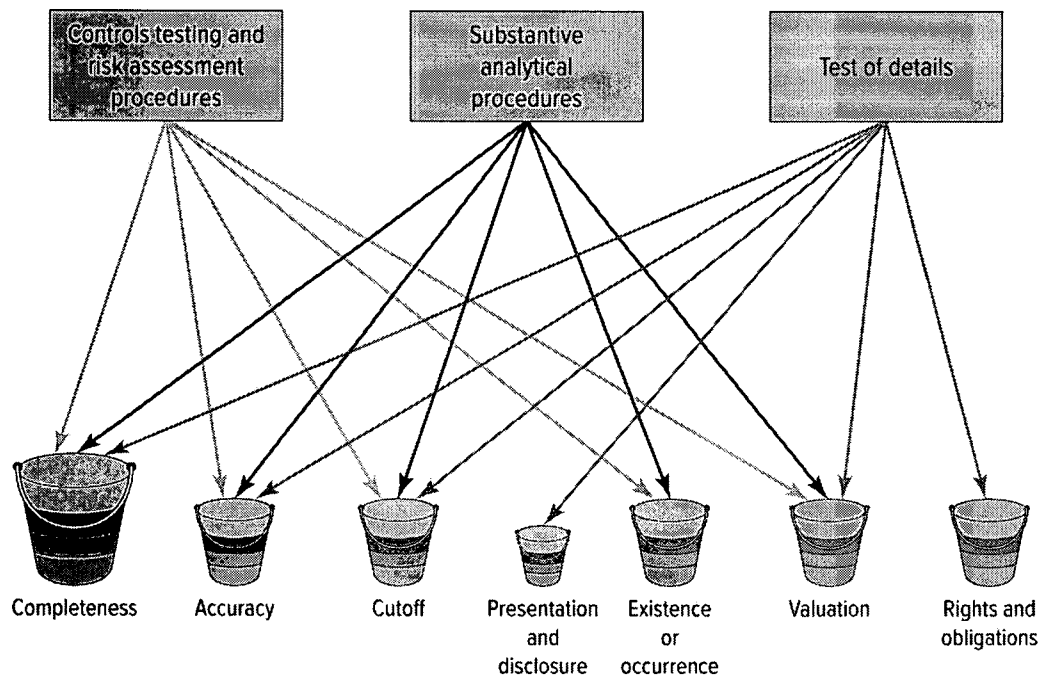 Controls testing and
risk assessment
procedures
Substantive
analytical
procedures
Test of details
Completeness
Accuracy
Cutoff
Presentation
and
disclosure
Existence
or
occurrence
Valuation
Rights and
obligations